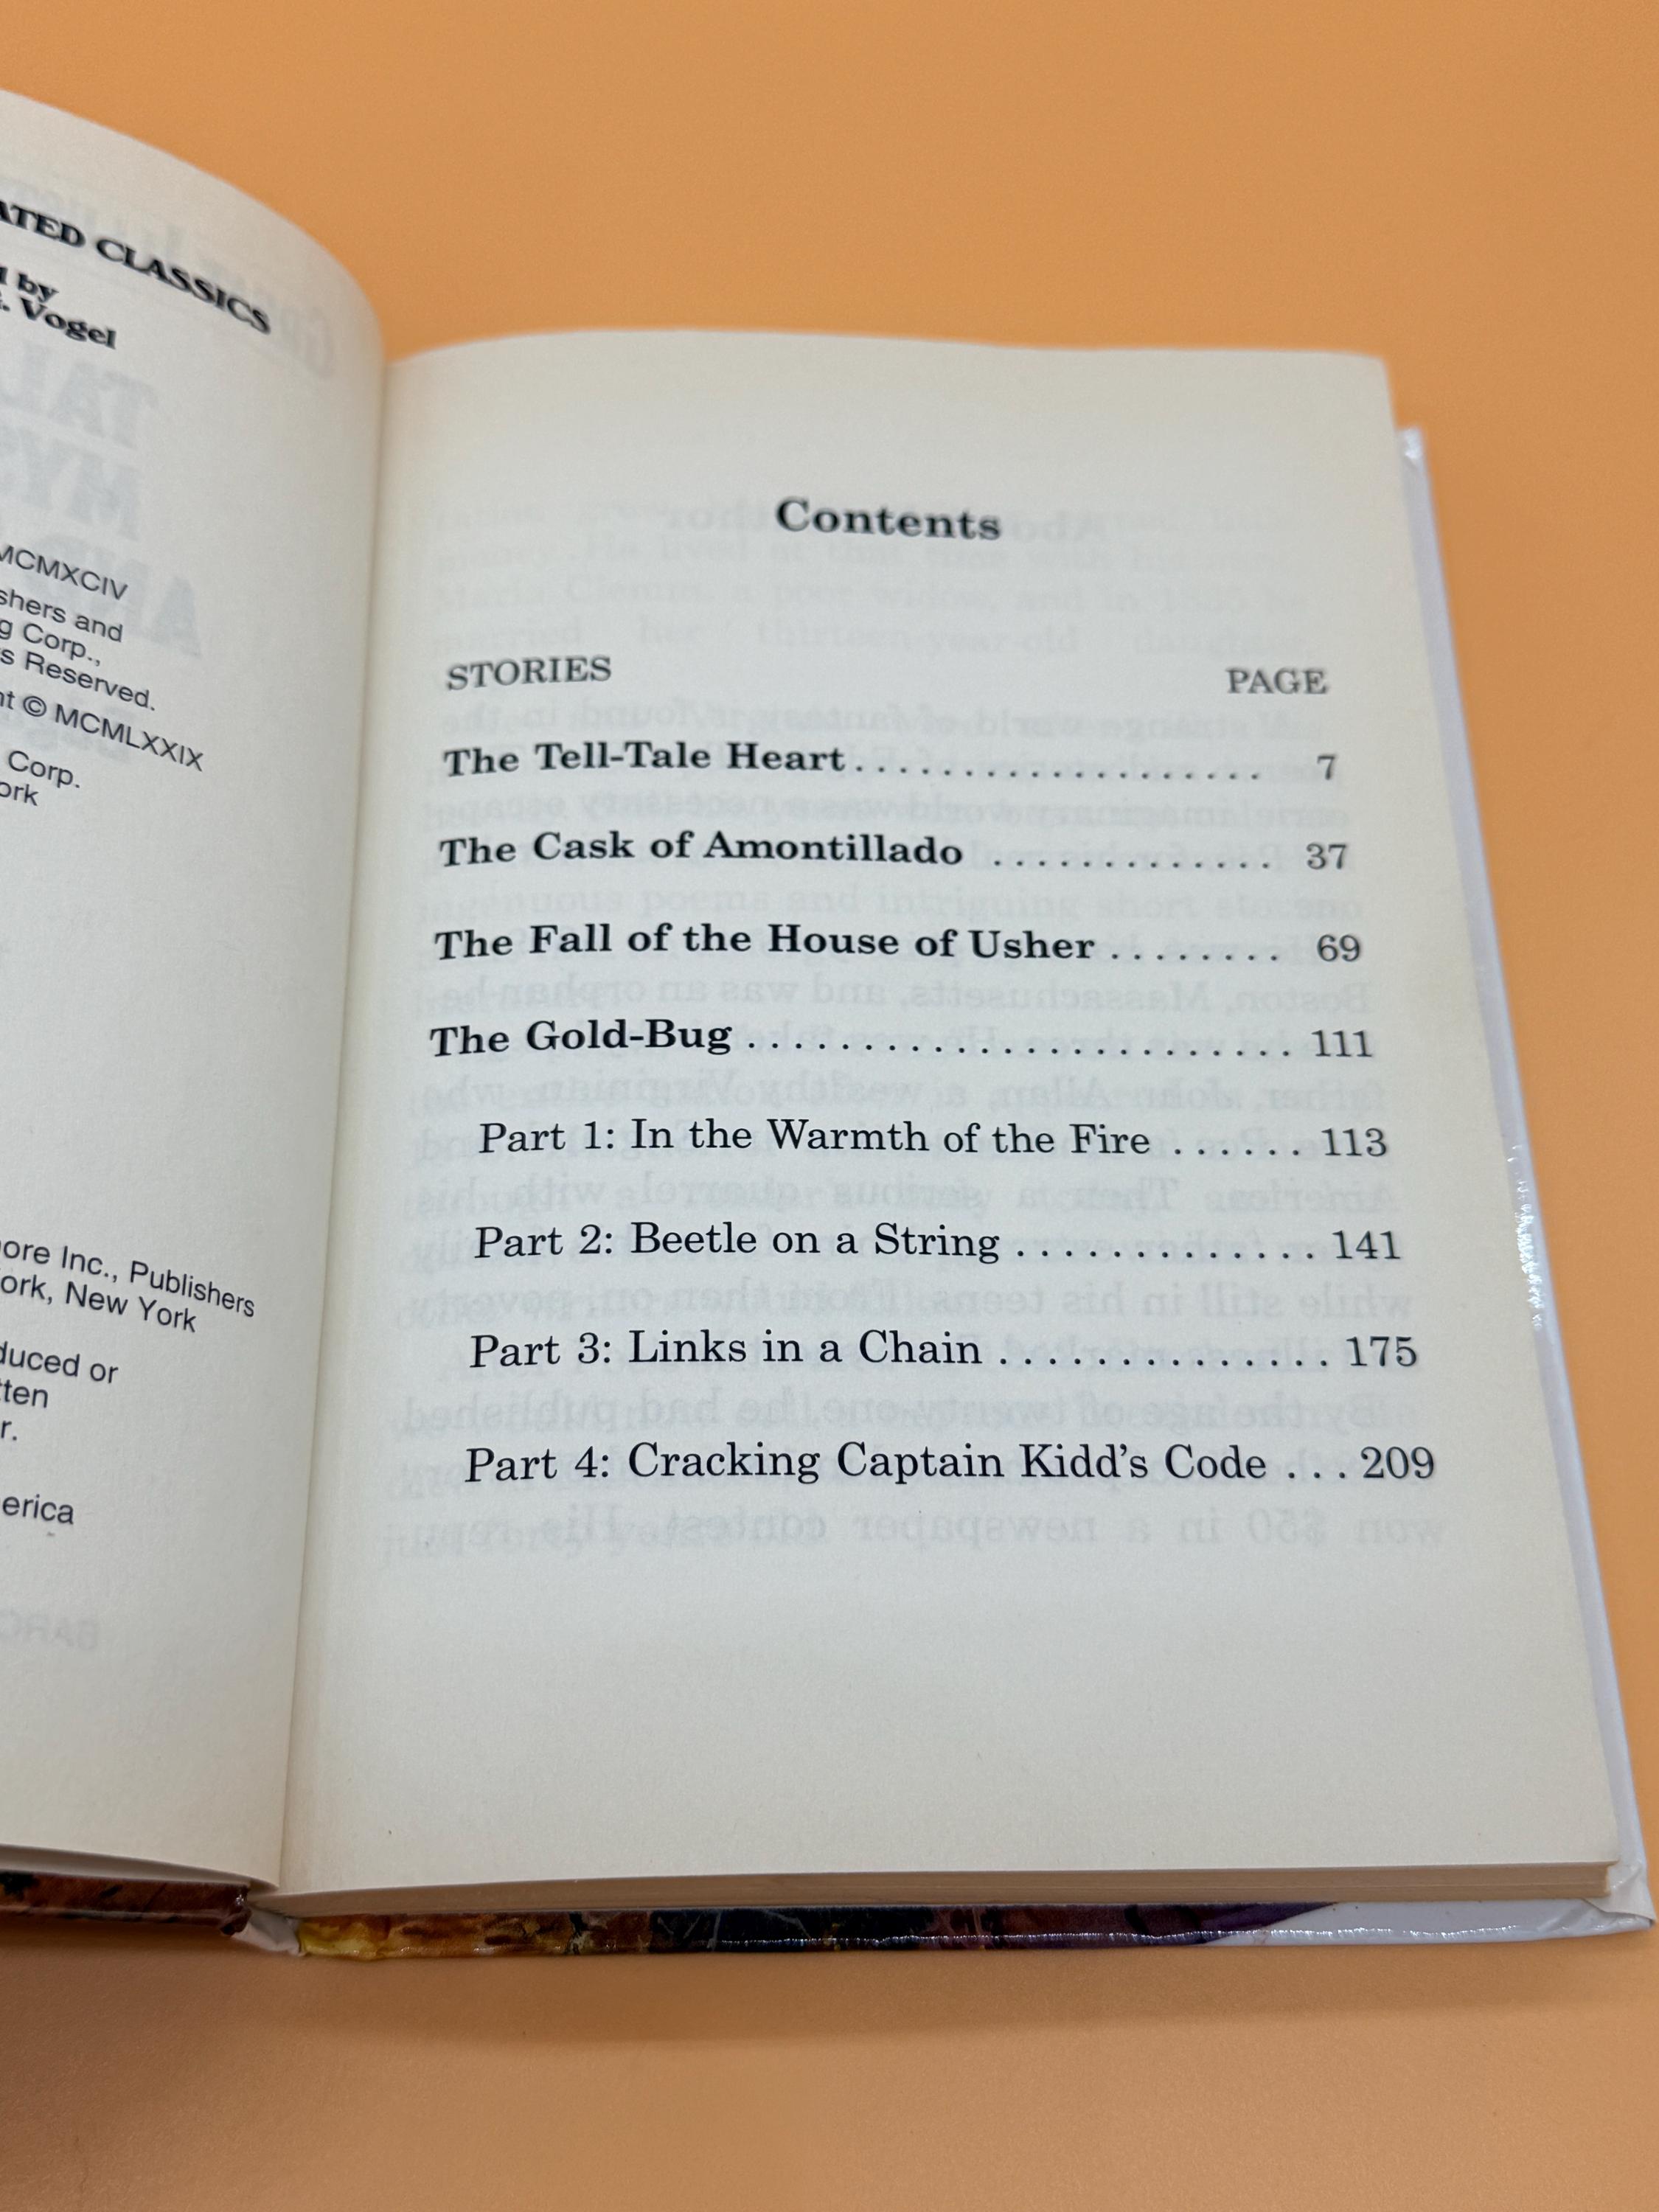 ATED CLASSICS
by
Vogel
MCMXCIV
shers and
g Corp.,
s Reserved.
nt © MCMLXXIX
Corp.
ork
ore Inc., Publishers
ork, New York
duced or
tten
r.
erica
Contents
STORIES PAGE
The Tell-Tale Heart.................... 7
The Cask of Amontillado ............. 37
The Fall of the House of Usher ........ 69
The Gold-Bug ........................ 111
Part 1: In the Warmth of the Fire ...... 113
Part 2: Beetle on a String ............. 141
Part 3: Links in a Chain .............. 175
Part 4: Cracking Captain Kidd's Code ... 209